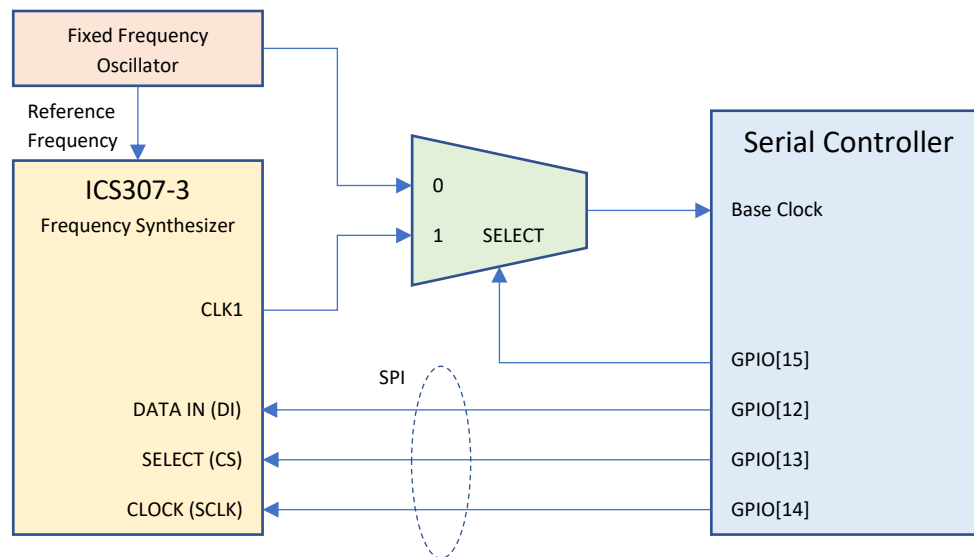 Fixed Frequency
Oscillator
Reference
Frequency
ICS307-3
Frequency Synthesizer
CLK1
DATA IN (DI)
SELECT (CS)
CLOCK (SCLK)
0
1 SELECT
SPI
Serial Controller
Base Clock
GPIO[15]
GPIO[12]
GPIO[13]
GPIO[14]